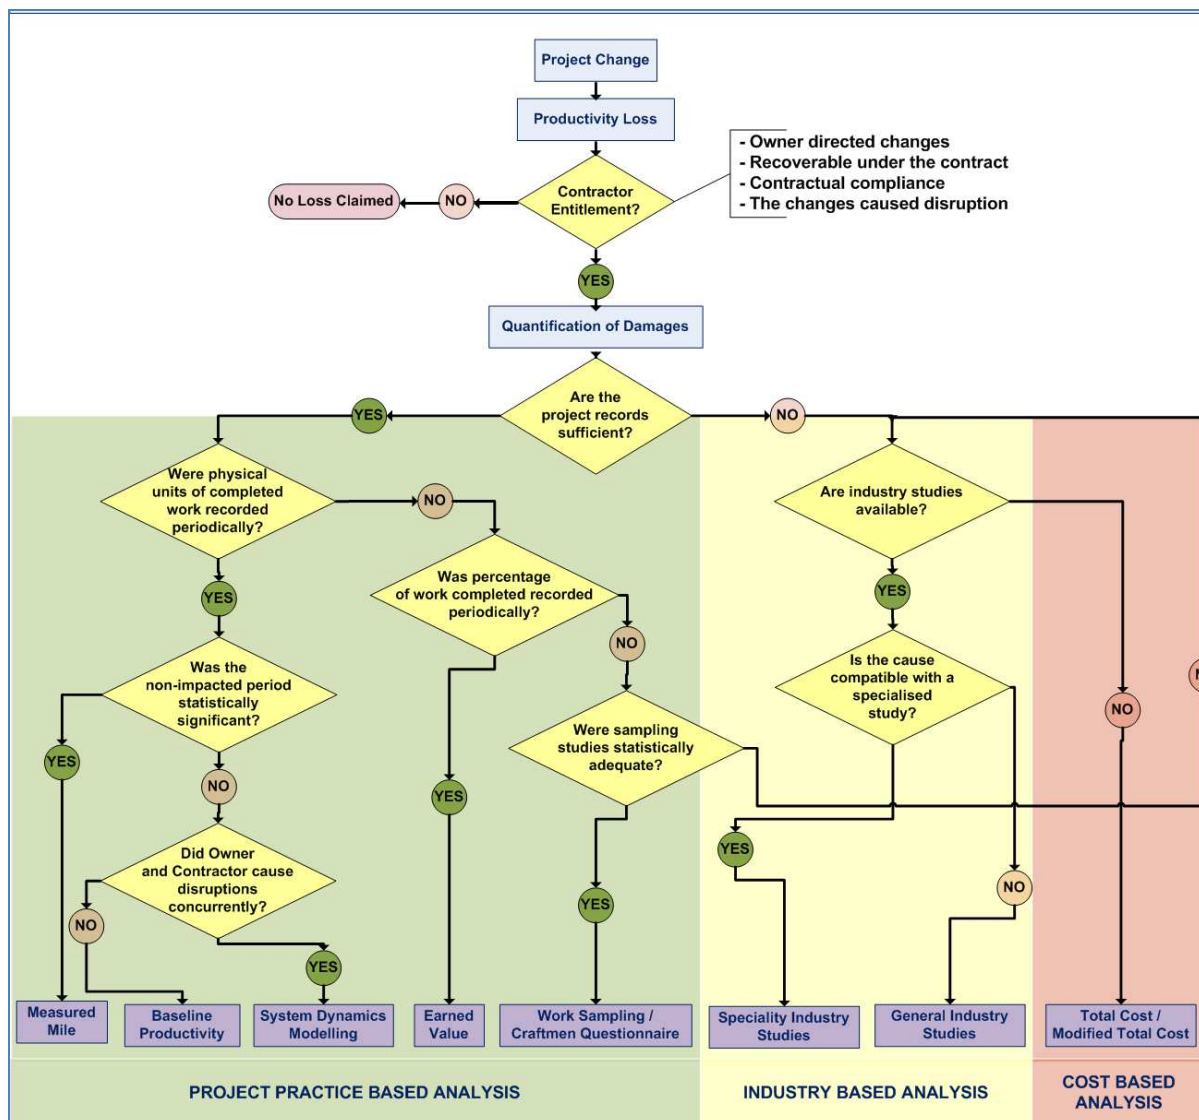 Project Change
Productivity Loss
- Owner directed changes
- Recoverable under the contract
- Contractual compliance
- The changes caused disruption
Contractor
Entitlement?
NO
No Loss Claimed
YES
Quantification of Damages
Are the
project records
sufficient?
YES
NO
Were physical
units of completed
work recorded
periodically?
NO
Are industry studies
available?
YES
Was percentage
of work completed recorded
periodically?
YES
NO
Was the
non-impacted period
statistically
significant?
Is the cause
compatible with a
specialised
study?
NO
Were sampling
studies statistically
adequate?
YES
NO
YES
Did Owner
and Contractor cause
disruptions
concurrently?
YES
NO
NO
YES
YES
Measured
Mile
Baseline
Productivity
System Dynamics
Modelling
Earned
Value
Work Sampling /
Craftmen Questionnaire
Speciality Industry
Studies
General Industry
Studies
Total Cost /
Modified Total Cost
PROJECT PRACTICE BASED ANALYSIS
INDUSTRY BASED ANALYSIS
COST BASED
ANALYSIS